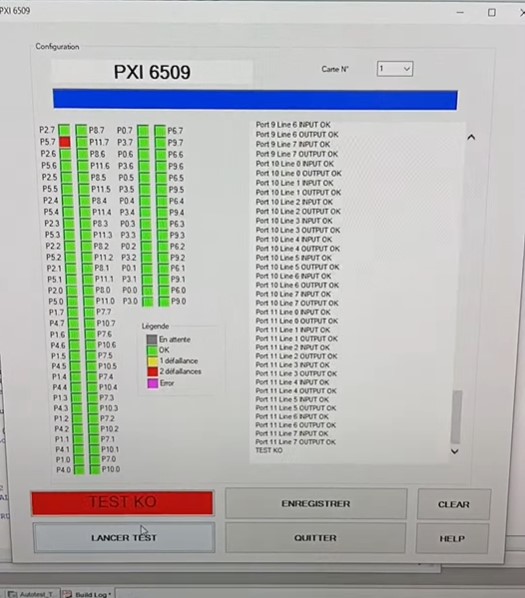 PXI 6509
Configuration
PXI 6509
Carte N°
1
P2.7 P8.7 P0.7 P6.7
P5.7 P11.7 P3.7 P9.7
P2.6 P8.6 P0.6 P6.6
P5.6 P11.6 P3.6 P9.6
P2.5 P8.5 P0.5 P6.5
P5.5 P11.5 P3.5 P9.5
P2.4 P8.4 P0.4 P6.4
P5.4 P11.4 P3.4 P9.4
P2.3 P8.3 P0.3 P6.3
P5.3 P11.3 P3.3 P9.3
P2.2 P8.2 P0.2 P6.2
P5.2 P11.2 P3.2 P9.2
P2.1 P8.1 P0.1 P6.1
P5.1 P11.1 P3.1 P9.1
P2.0 P8.0 P0.0 P6.0
P5.0 P11.0 P3.0 P9.0
P1.7 P7.7
P4.7 P10.7
P1.6 P7.6
P4.6 P10.6
P1.5 P7.5
P4.5 P10.5
P1.4 P7.4
P4.4 P10.4
P1.3 P7.3
P4.3 P10.3
P1.2 P7.2
P4.2 P10.2
P1.1 P7.1
P4.1 P10.1
P1.0 P7.0
P4.0 P10.0
Légende
En attente
OK
1 défaillance
2 défaillances
Error
Port 9 Line 6 INPUT OK
Port 9 Line 6 OUTPUT OK
Port 9 Line 7 INPUT OK
Port 9 Line 7 OUTPUT OK
Port 10 Line 0 INPUT OK
Port 10 Line 0 OUTPUT OK
Port 10 Line 1 INPUT OK
Port 10 Line 1 OUTPUT OK
Port 10 Line 2 INPUT OK
Port 10 Line 2 OUTPUT OK
Port 10 Line 3 INPUT OK
Port 10 Line 3 OUTPUT OK
Port 10 Line 4 INPUT OK
Port 10 Line 4 OUTPUT OK
Port 10 Line 5 INPUT OK
Port 10 Line 5 OUTPUT OK
Port 10 Line 6 INPUT OK
Port 10 Line 6 OUTPUT OK
Port 10 Line 7 INPUT OK
Port 10 Line 7 OUTPUT OK
Port 11 Line 0 INPUT OK
Port 11 Line 0 OUTPUT OK
Port 11 Line 1 INPUT OK
Port 11 Line 1 OUTPUT OK
Port 11 Line 2 INPUT OK
Port 11 Line 2 OUTPUT OK
Port 11 Line 3 INPUT OK
Port 11 Line 3 OUTPUT OK
Port 11 Line 4 INPUT OK
Port 11 Line 4 OUTPUT OK
Port 11 Line 5 INPUT OK
Port 11 Line 5 OUTPUT OK
Port 11 Line 6 INPUT OK
Port 11 Line 6 OUTPUT OK
Port 11 Line 7 INPUT OK
Port 11 Line 7 OUTPUT OK
TEST KO
TEST KO
ENREGISTRER
CLEAR
LANCER TEST
QUITTER
HELP
Autotest_T...
Build Log*